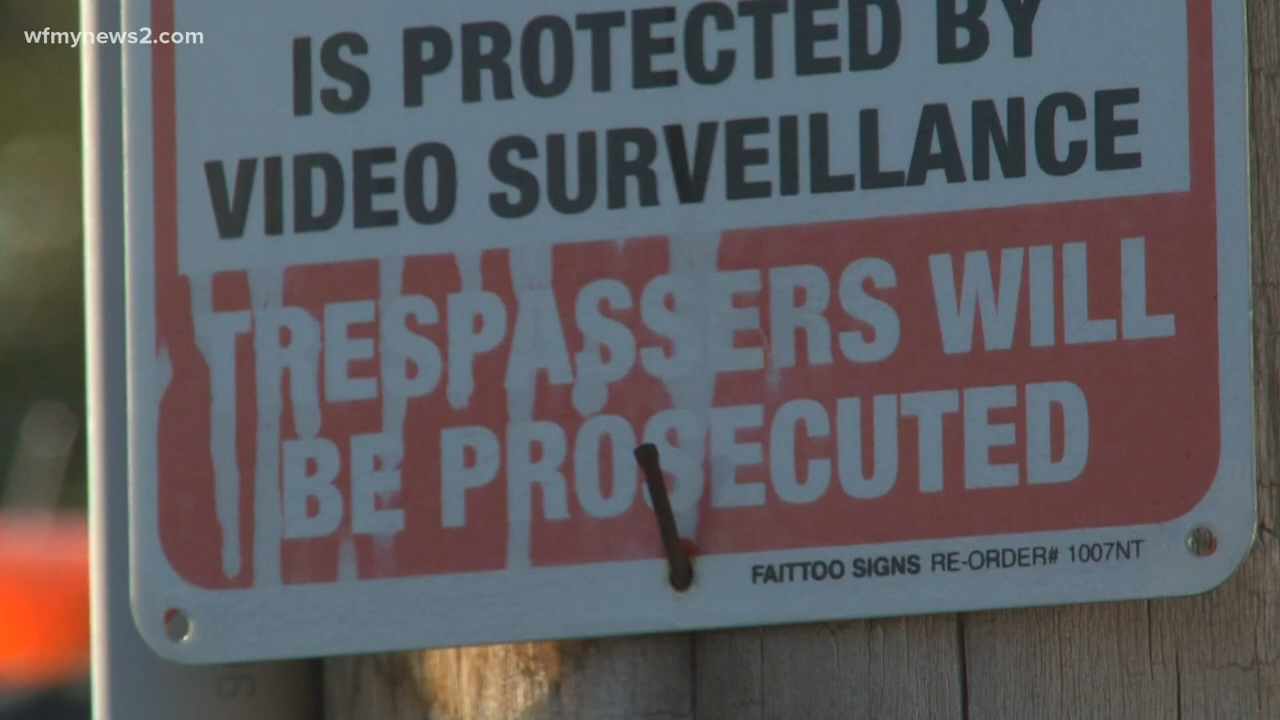 wfmynews2.com
IS PROTECTED BY
VIDEO SURVEILLANCE
TRESPASSERS WILL
BE PROSECUTED
FAITTOO SIGNS RE-ORDER# 1007NT